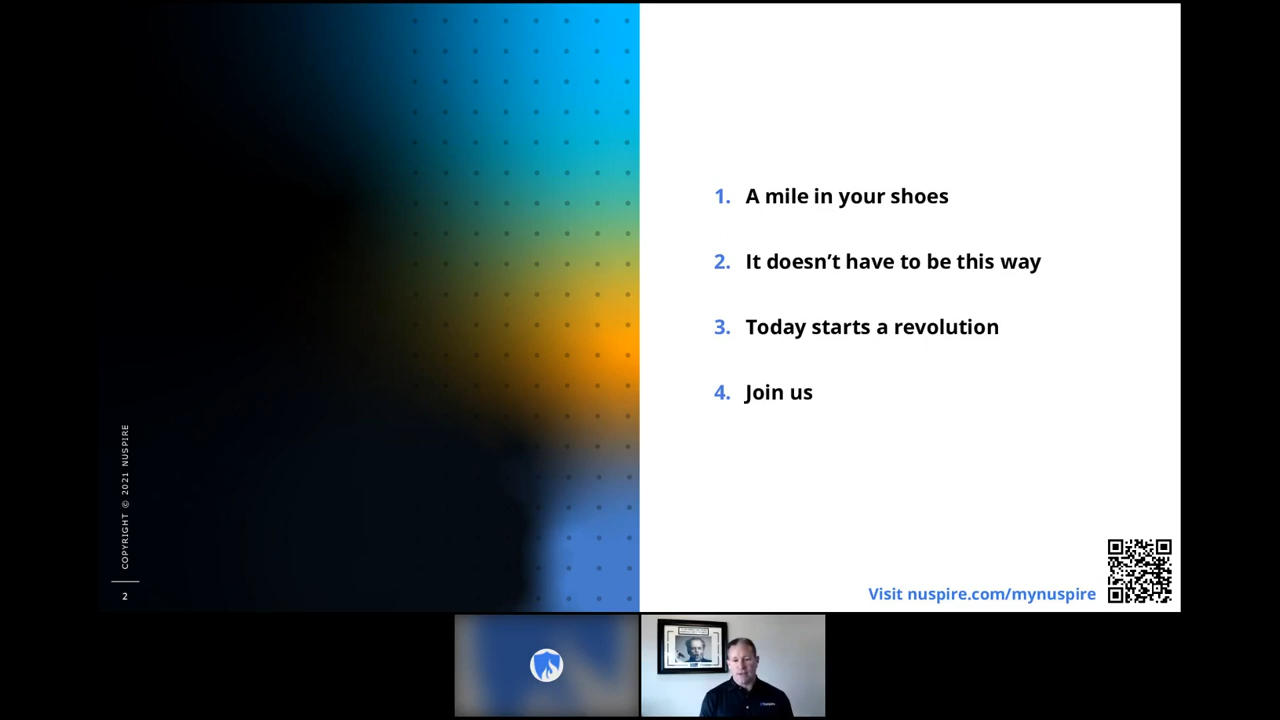 1. A mile in your shoes
2. It doesn’t have to be this way
3. Today starts a revolution
4. Join us
COPYRIGHT © 2021 NUSPIRE
2
Visit nuspire.com/mynuspire